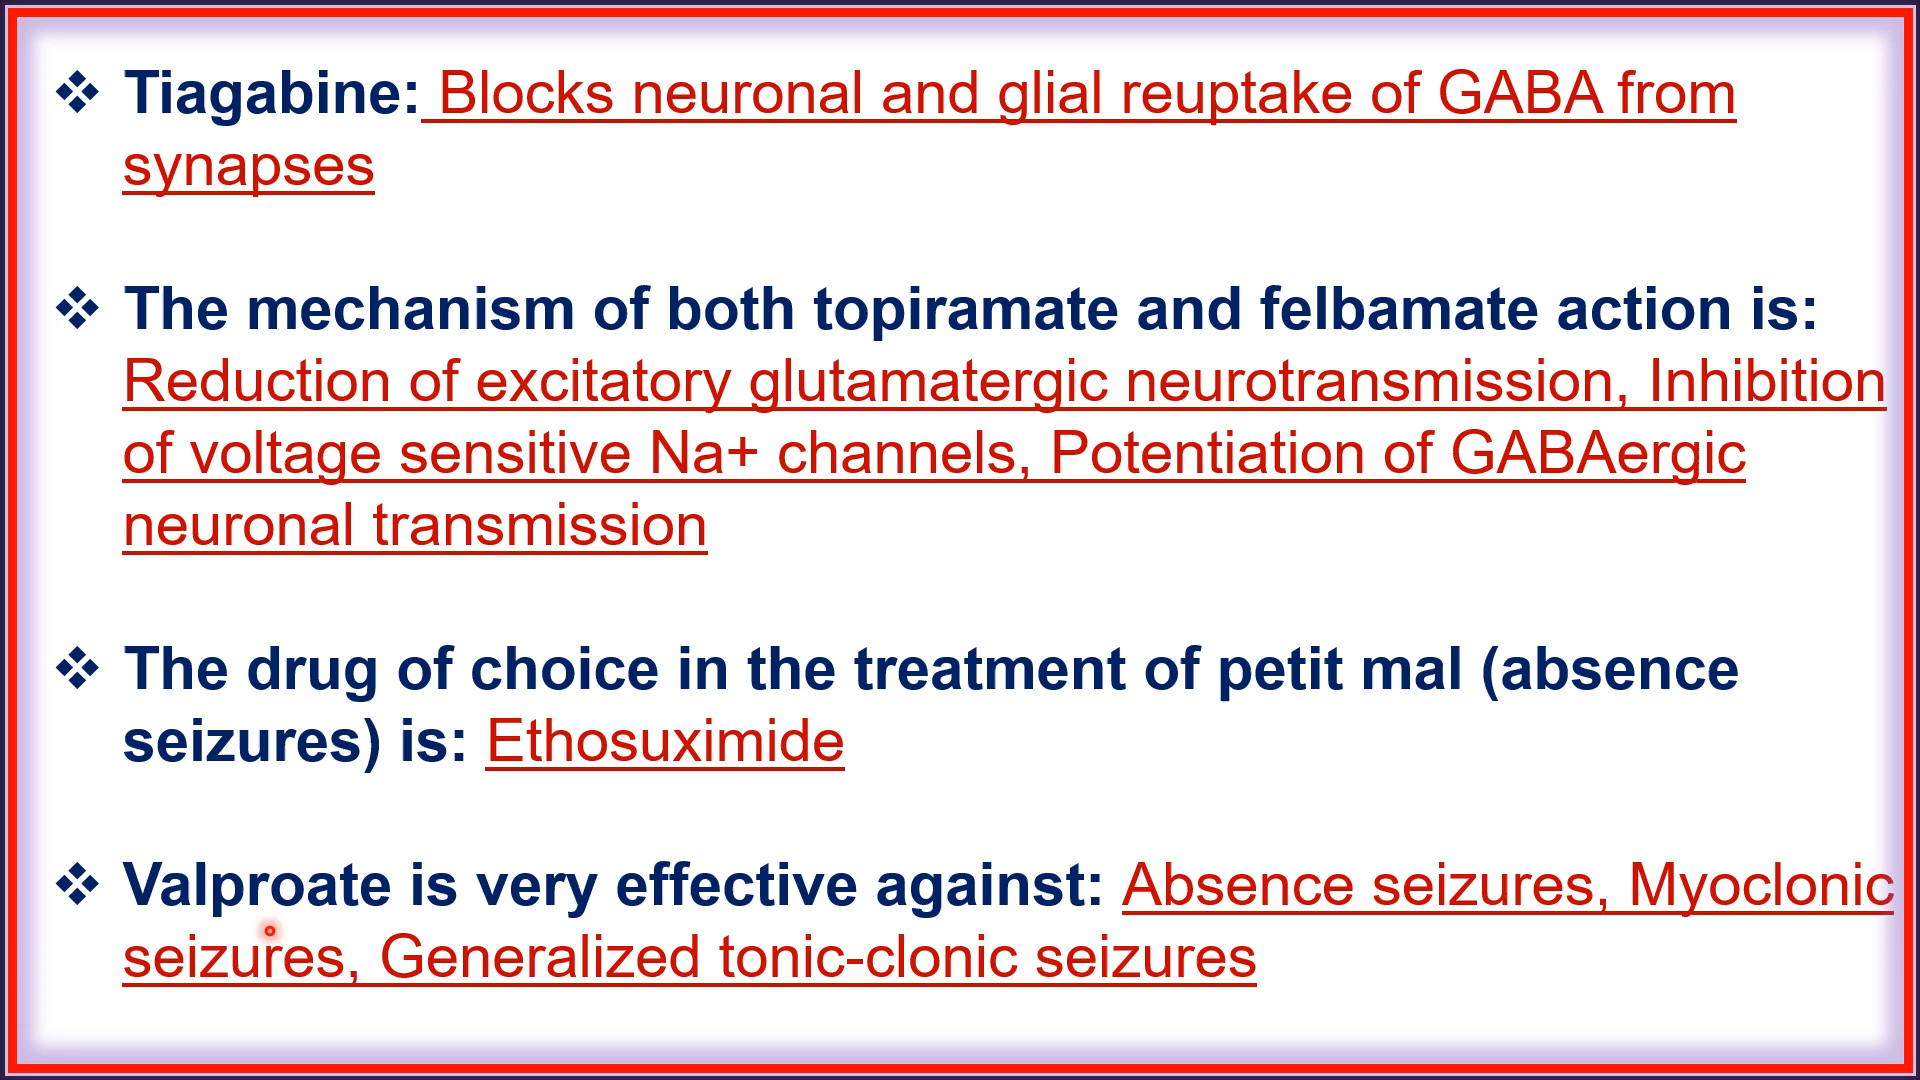 ❖ Tiagabine: Blocks neuronal and glial reuptake of GABA from
synapses
❖ The mechanism of both topiramate and felbamate action is:
Reduction of excitatory glutamatergic neurotransmission, Inhibition
of voltage sensitive Na+ channels, Potentiation of GABAergic
neuronal transmission
❖ The drug of choice in the treatment of petit mal (absence
seizures) is: Ethosuximide
❖ Valproate is very effective against: Absence seizures, Myoclonic
seizures, Generalized tonic-clonic seizures